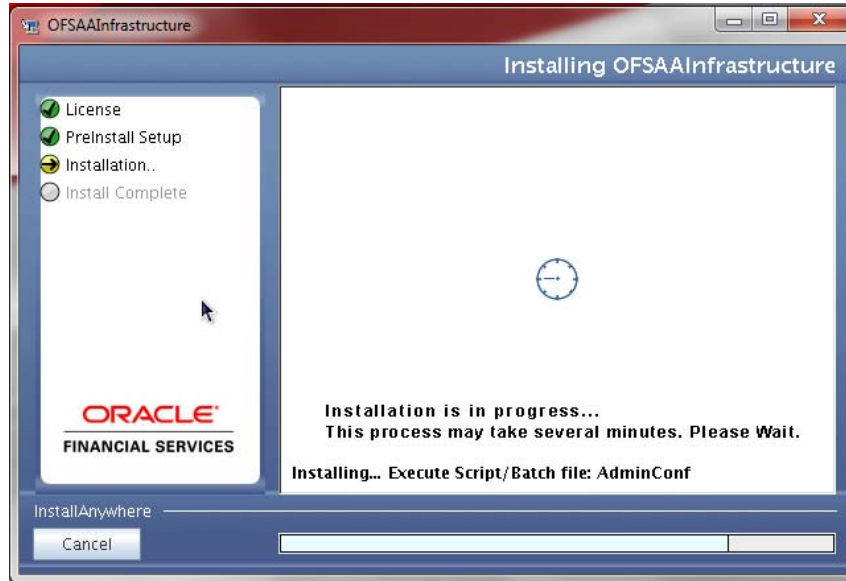 OFSAAInfrastructure
Installing OFSAAInfrastructure
License
PreInstall Setup
Installation..
Install Complete
ORACLE
FINANCIAL SERVICES
Installation is in progress...
This process may take several minutes. Please Wait.
Installing... Execute Script/Batch file: AdminConf
InstallAnywhere
Cancel